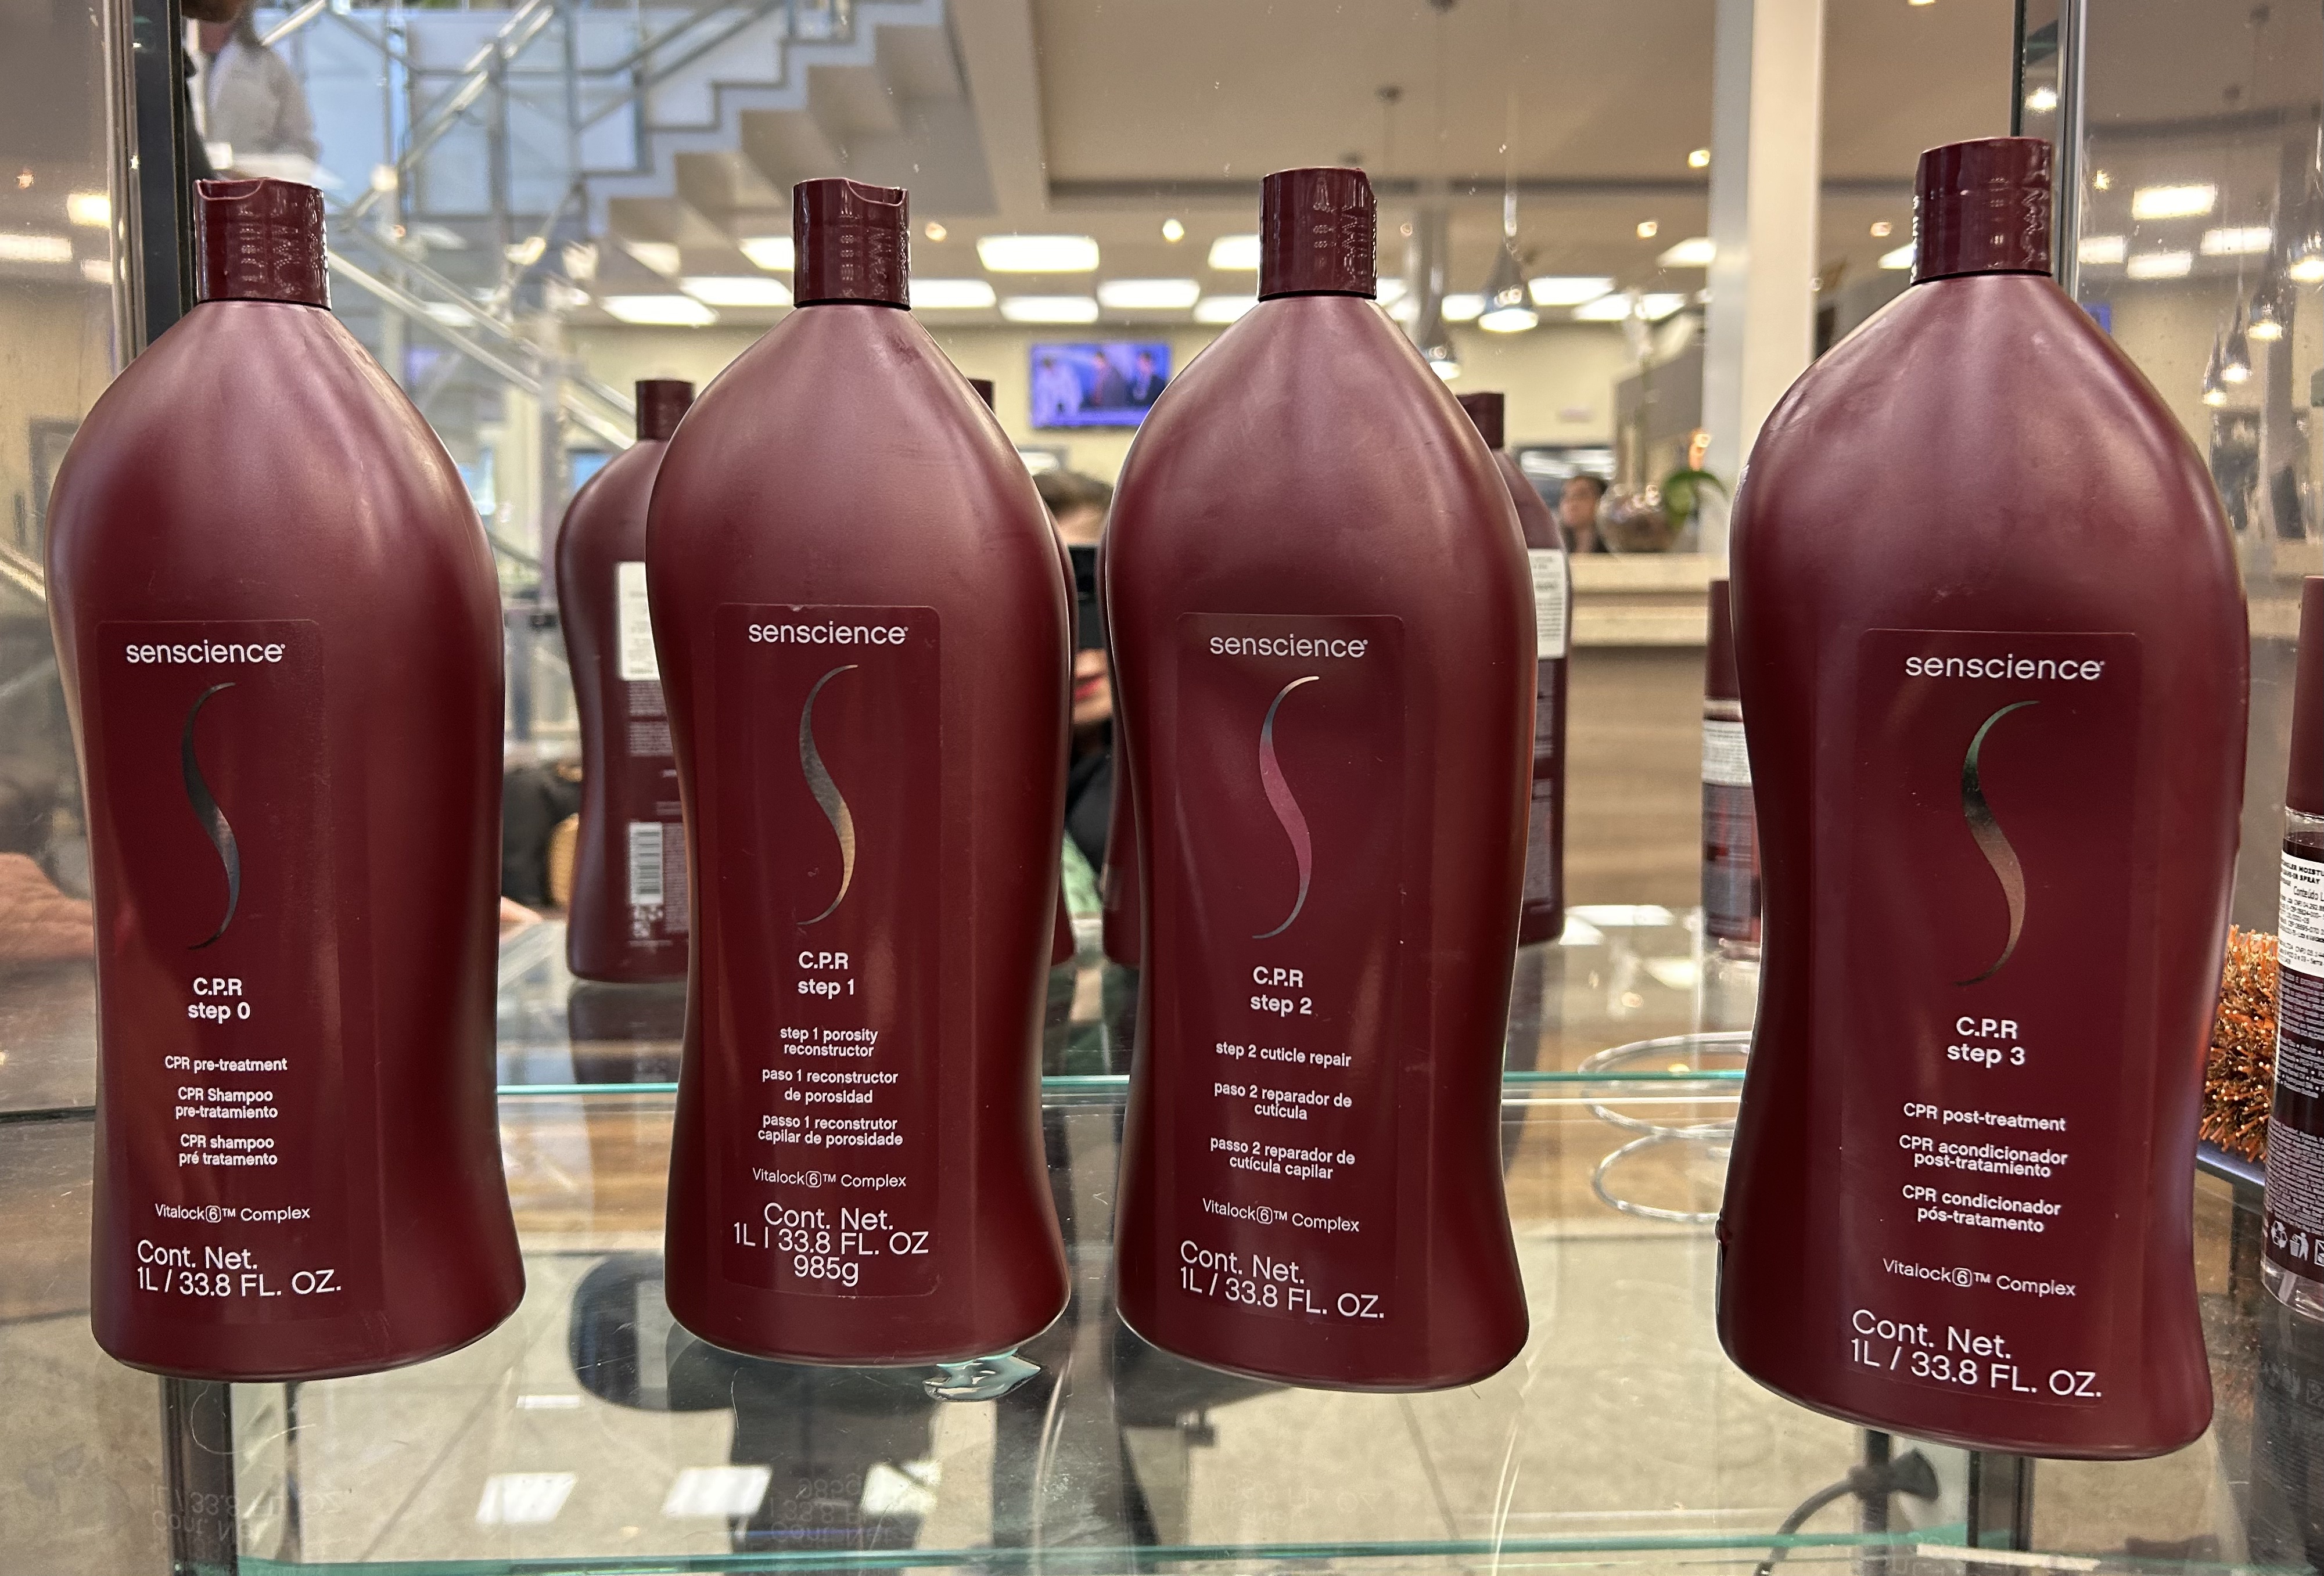 senscience
C.P.R
step 0
CPR pre-treatment
CPR Shampoo
pre-tratamiento
CPR shampoo
pré tratamento
Vitalock6™ Complex
Cont. Net.
1L / 33.8 FL. OZ.
senscience
C.P.R
step 1
step 1 porosity
reconstructor
paso 1 reconstructor
de porosidad
passo 1 reconstrutor
capilar de porosidade
Vitalock6™ Complex
Cont. Net.
1L | 33.8 FL. OZ
985g
senscience
C.P.R
step 2
step 2 cuticle repair
paso 2 reparador de
cutícula
passo 2 reparador de
cutícula capilar
Vitalock6™ Complex
Cont. Net.
1L / 33.8 FL. OZ.
senscience
C.P.R
step 3
CPR post-treatment
CPR acondicionador
post-tratamiento
CPR condicionador
pós-tratamento
Vitalock6™ Complex
Cont. Net.
1L / 33.8 FL. OZ.